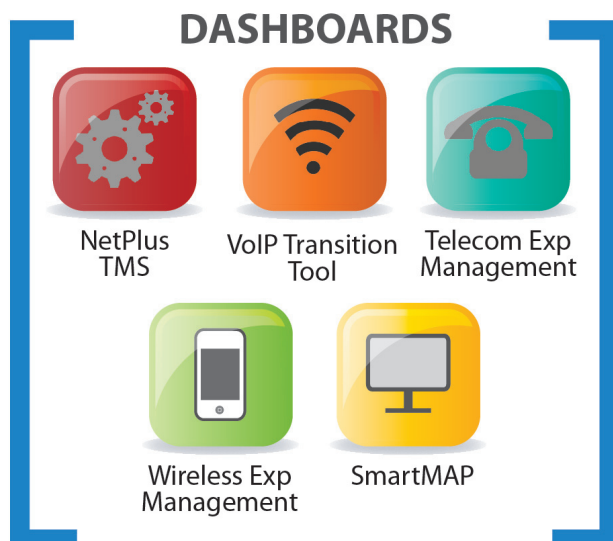 DASHBOARDS
NetPlus
TMS
VoIP Transition
Tool
Telecom Exp
Management
Wireless Exp
Management
SmartMAP